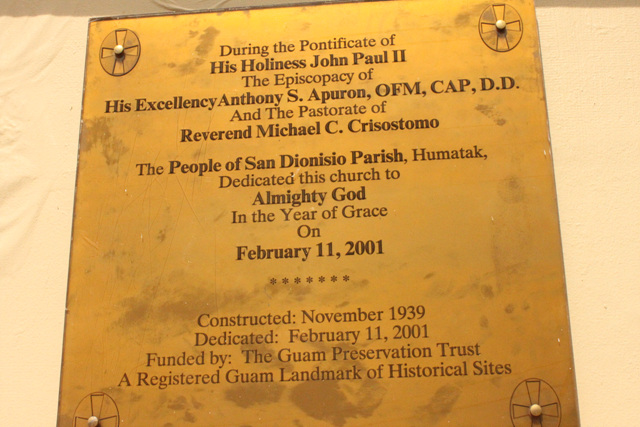 During the Pontificate of
His Holiness John Paul II
The Episcopacy of
His Excellency Anthony S. Apuron, OFM, CAP, D.D.
And The Pastorate of
Reverend Michael C. Crisostomo
The People of San Dionisio Parish, Humatak,
Dedicated this church to
Almighty God
In the Year of Grace
On
February 11, 2001
* * * * * * *
Constructed: November 1939
Dedicated: February 11, 2001
Funded by: The Guam Preservation Trust
A Registered Guam Landmark of Historical Sites